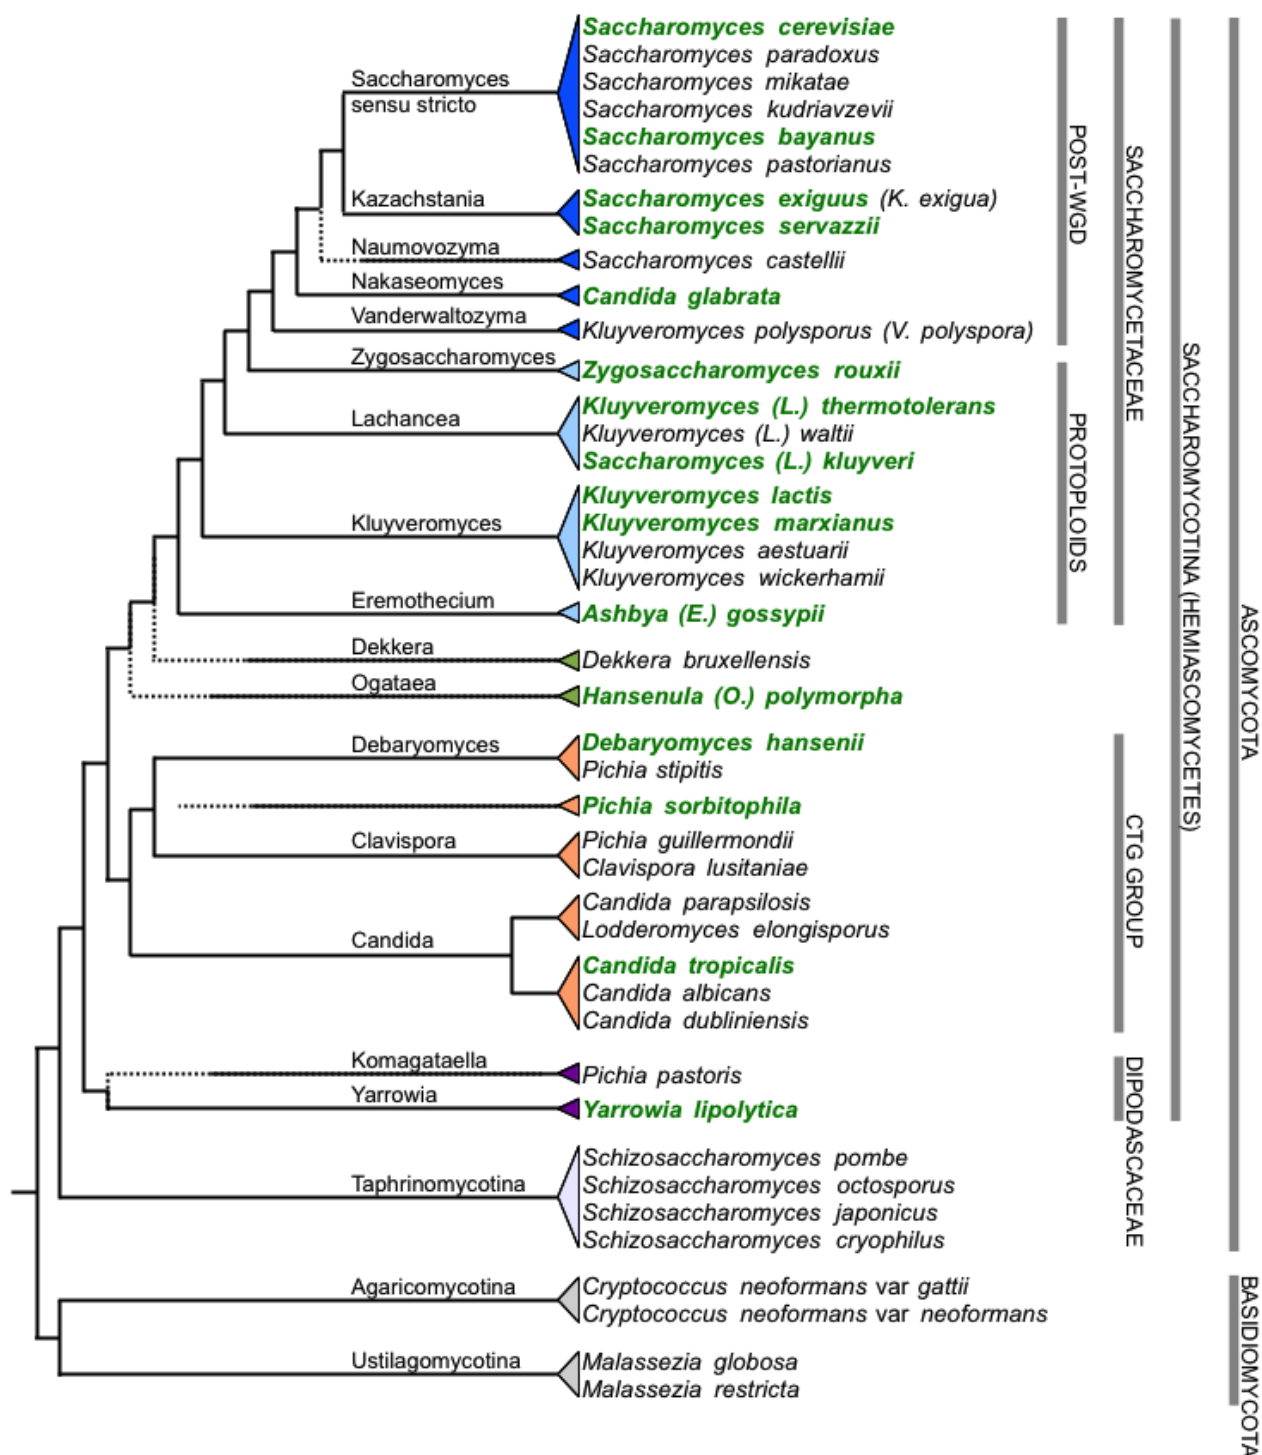 Saccharomyces
sensu stricto
Saccharomyces cerevisiae
Saccharomyces paradoxus
Saccharomyces mikatae
Saccharomyces kudriavzevii
Saccharomyces bayanus
Saccharomyces pastorianus
Kazachstania
Saccharomyces exiguus (K. exigua)
Saccharomyces servazzii
Naumovozyma
Saccharomyces castellii
Nakaseomyces
Candida glabrata
Vanderwaltozyma
Kluyveromyces polysporus (V. polyspora)
Zygosaccharomyces
Zygosaccharomyces rouxii
Lachancea
Kluyveromyces (L.) thermotolerans
Kluyveromyces (L.) waltii
Saccharomyces (L.) kluyveri
Kluyveromyces
Kluyveromyces lactis
Kluyveromyces marxianus
Kluyveromyces aestuarii
Kluyveromyces wickerhamii
Eremothecium
Ashbya (E.) gossypii
Dekkera
Dekkera bruxellensis
Ogataea
Hansenula (O.) polymorpha
Debaryomyces
Debaryomyces hansenii
Pichia stipitis
Pichia sorbitophila
Clavispora
Pichia guillermondii
Clavispora lusitaniae
Candida
Candida parapsilosis
Lodderomyces elongisporus
Candida tropicalis
Candida albicans
Candida dubliniensis
Komagataella
Pichia pastoris
Yarrowia
Yarrowia lipolytica
Taphrinomycotina
Schizosaccharomyces pombe
Schizosaccharomyces octosporus
Schizosaccharomyces japonicus
Schizosaccharomyces cryophilus
Agaricomycotina
Cryptococcus neoformans var gattii
Cryptococcus neoformans var neoformans
Ustilagomycotina
Malassezia globosa
Malassezia restricta
POST-WGD
PROTOPLOIDS
SACCHAROMYCETACEAE
CTG GROUP
DIPODASCACEAE
SACCHAROMYCOTINA (HEMIASCOMYCETES)
ASCOMYCOTA
BASIDIOMYCOTA